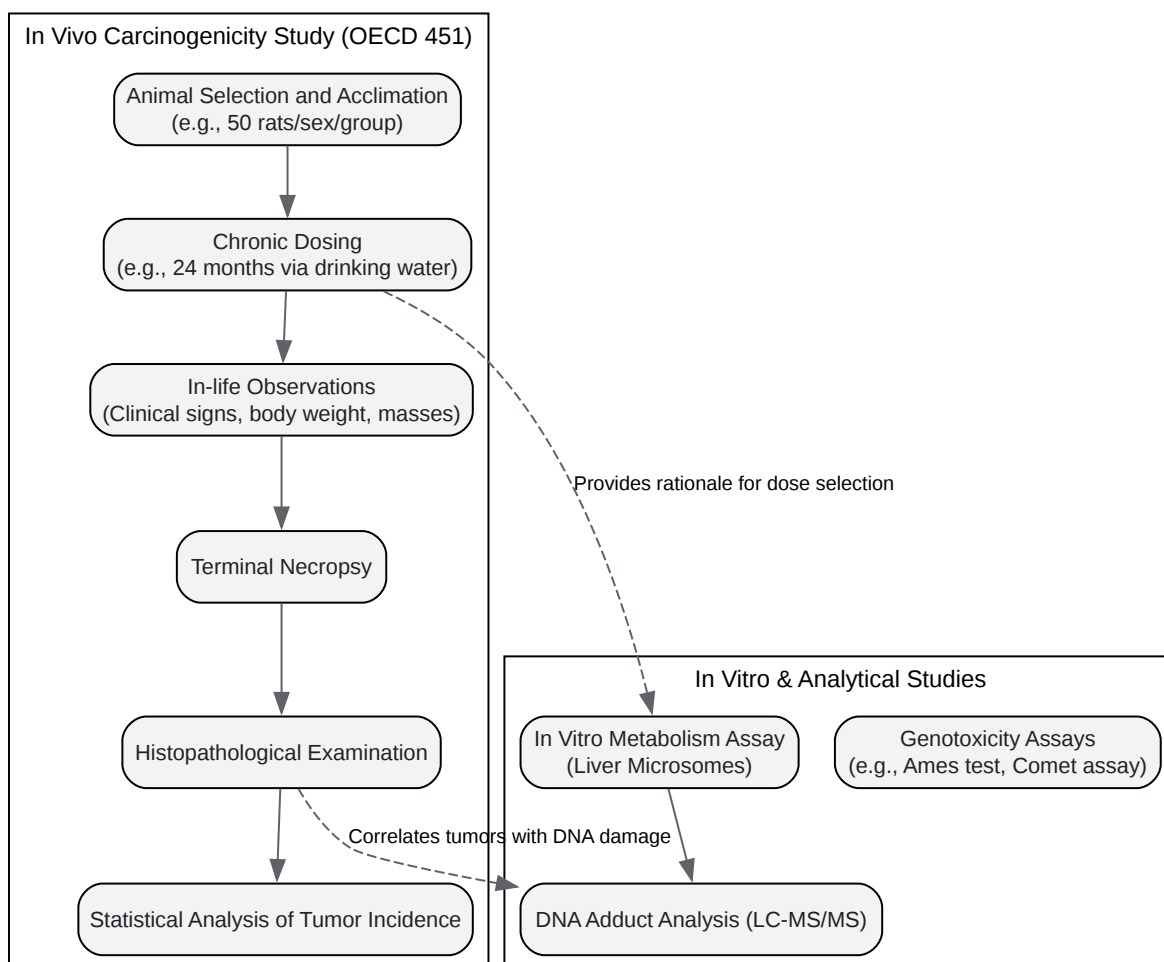 In Vivo Carcinogenicity Study (OECD 451)
Animal Selection and Acclimation
(e.g., 50 rats/sex/group)
Chronic Dosing
(e.g., 24 months via drinking water)
In-life Observations
(Clinical signs, body weight, masses)
Provides rationale for dose selection
Terminal Necropsy
In Vitro & Analytical Studies
Histopathological Examination
In Vitro Metabolism Assay
(Liver Microsomes)
Genotoxicity Assays
(e.g., Ames test, Comet assay)
Correlates tumors with DNA damage
Statistical Analysis of Tumor Incidence
DNA Adduct Analysis (LC-MS/MS)